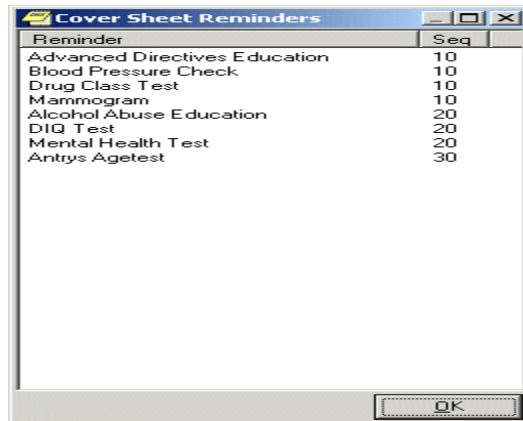 Cover Sheet Reminders
Reminder Seq
Advanced Directives Education 10
Blood Pressure Check 10
Drug Class Test 10
Mammogram 10
Alcohol Abuse Education 20
DIQ Test 20
Mental Health Test 20
Antrys Agetest 30
OK